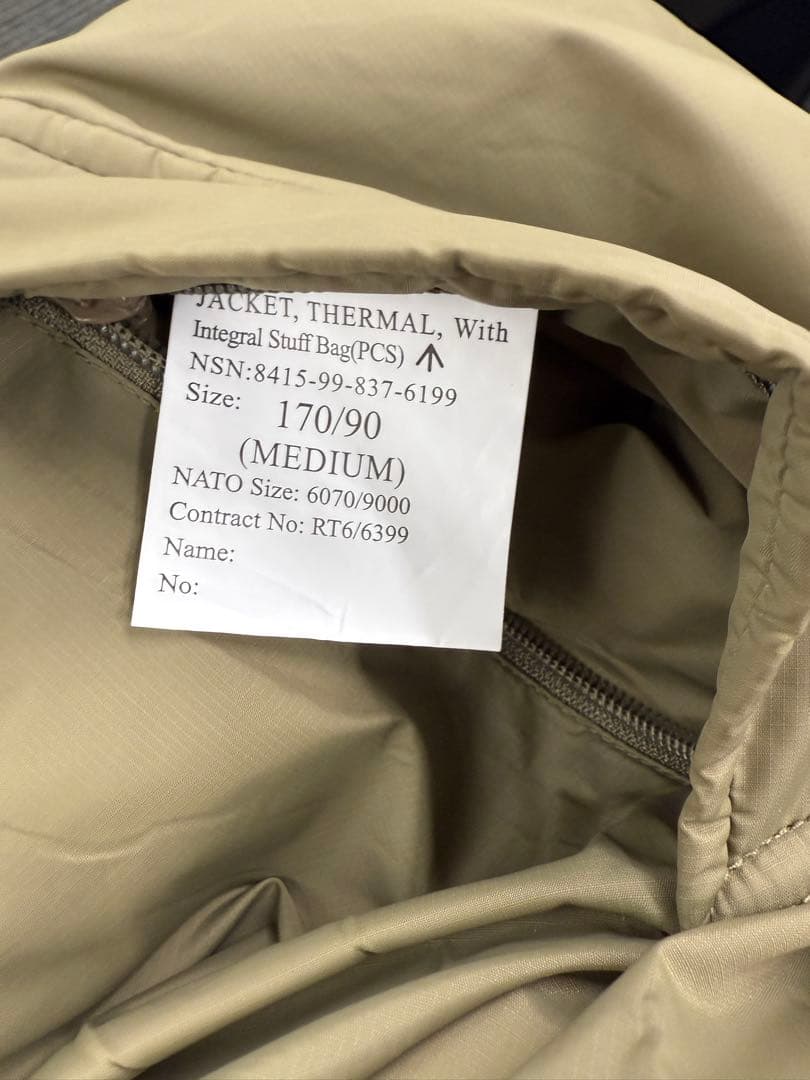 JACKET, THERMAL, With
Integral Stuff Bag(PCS) ↑
NSN:8415-99-837-6199
Size: 170/90
(MEDIUM)
NATO Size: 6070/9000
Contract No: RT6/6399
Name:
No: